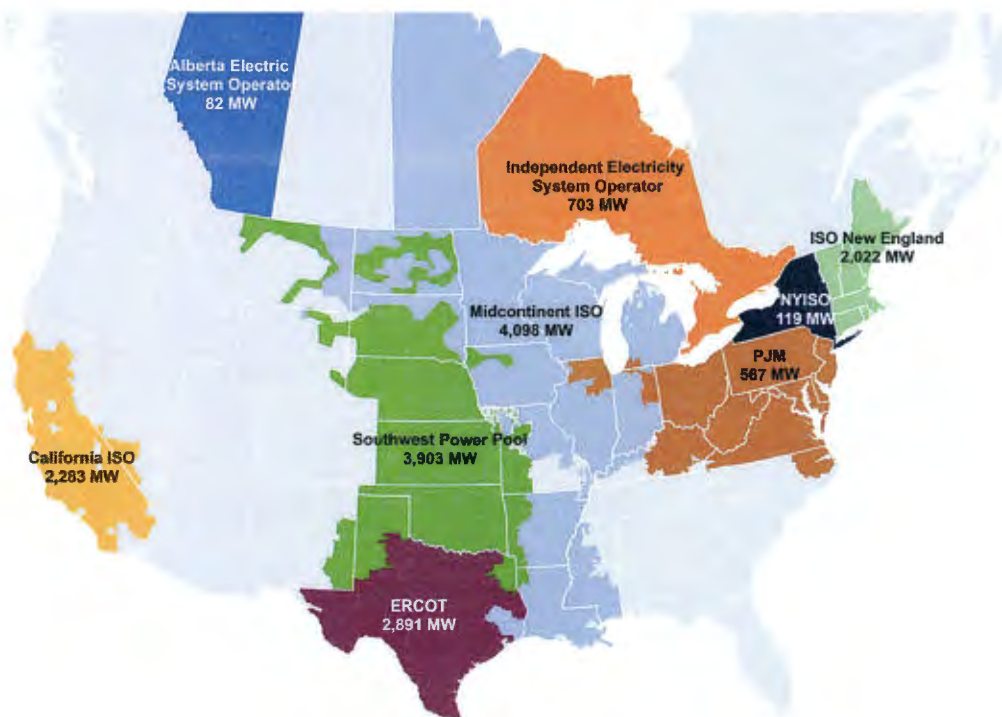 Alberta Electric
System Operator
82 MW
Independent Electricity
System Operator
703 MW
ISO New England
2,022 MW
Midcontinent ISO
4,098 MW
NYISO
119 MW
PJM
567 MW
Southwest Power Pool
3,903 MW
California ISO
2,283 MW
ERCOT
2,891 MW